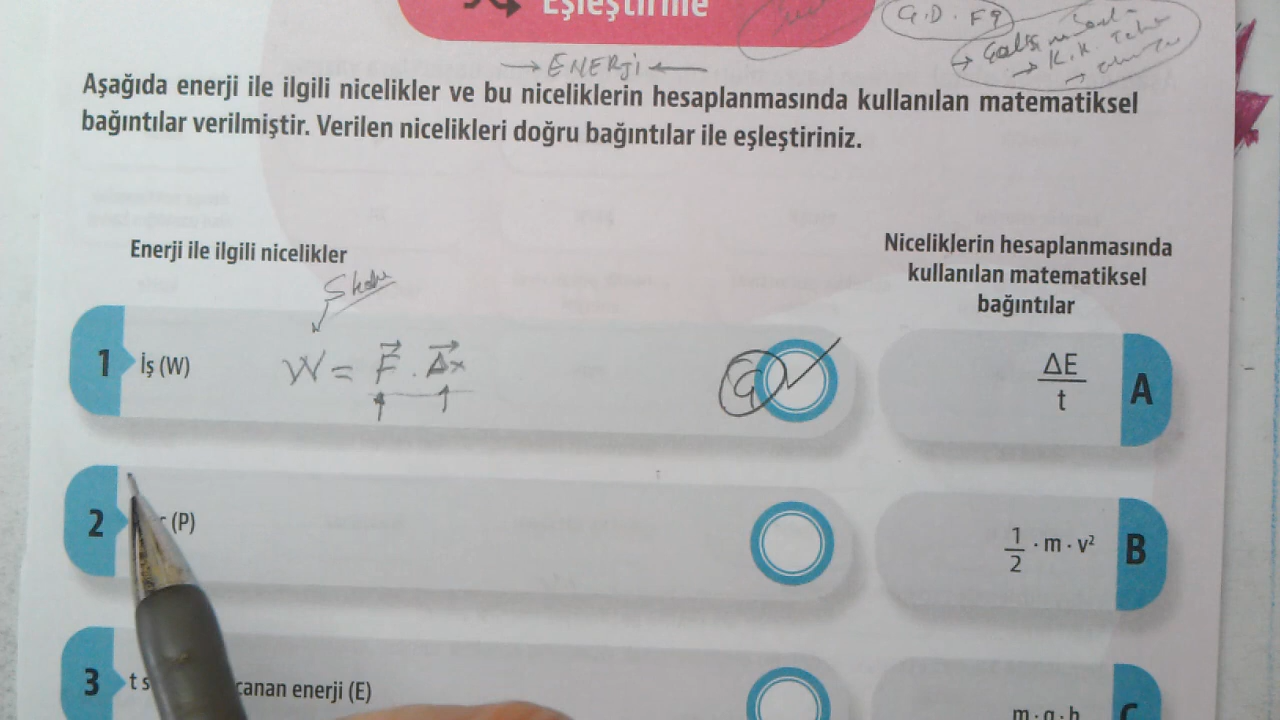 Eşleştirme
G.D.F9
→ ENERJİ ←
→ K.K.
Aşağıda enerji ile ilgili nicelikler ve bu niceliklerin hesaplanmasında kullanılan matematiksel
bağıntılar verilmiştir. Verilen nicelikleri doğru bağıntılar ile eşleştiriniz.
Enerji ile ilgili nicelikler
Niceliklerin hesaplanmasında
kullanılan matematiksel
bağıntılar
1 İş (W) W = F⃗ . Δx⃗ G ✓
ΔE/t A
2 (P)
1/2 · m · v² B
3 t s canan enerji (E)
m · g · h C